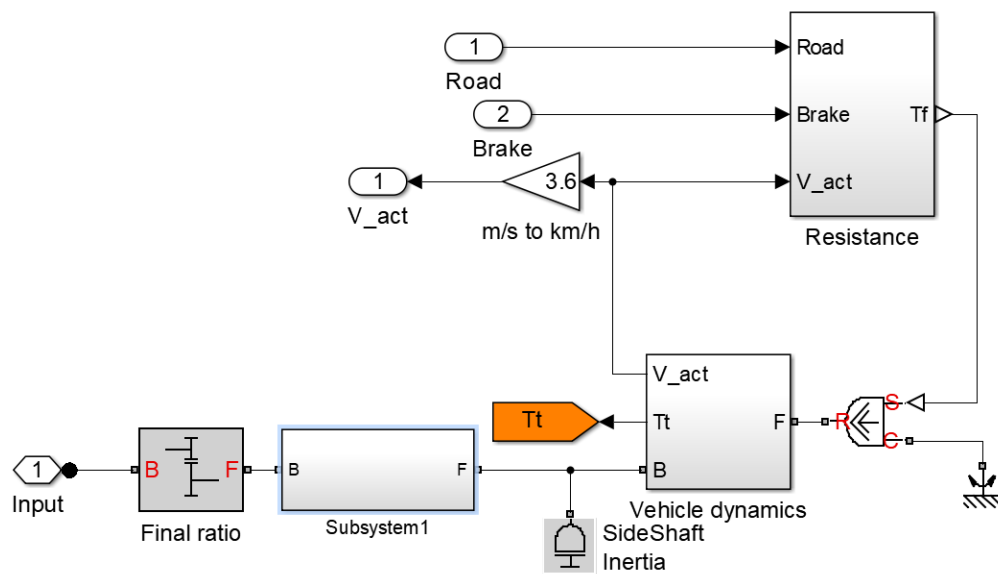 1
Road
2
Brake
Road
Brake
V_act
Tf
Resistance
1
V_act
3.6
m/s to km/h
V_act
Tt
B
F
Vehicle dynamics
Tt
S
R
C
1
Input
B
F
Final ratio
B
F
Subsystem1
SideShaft
Inertia